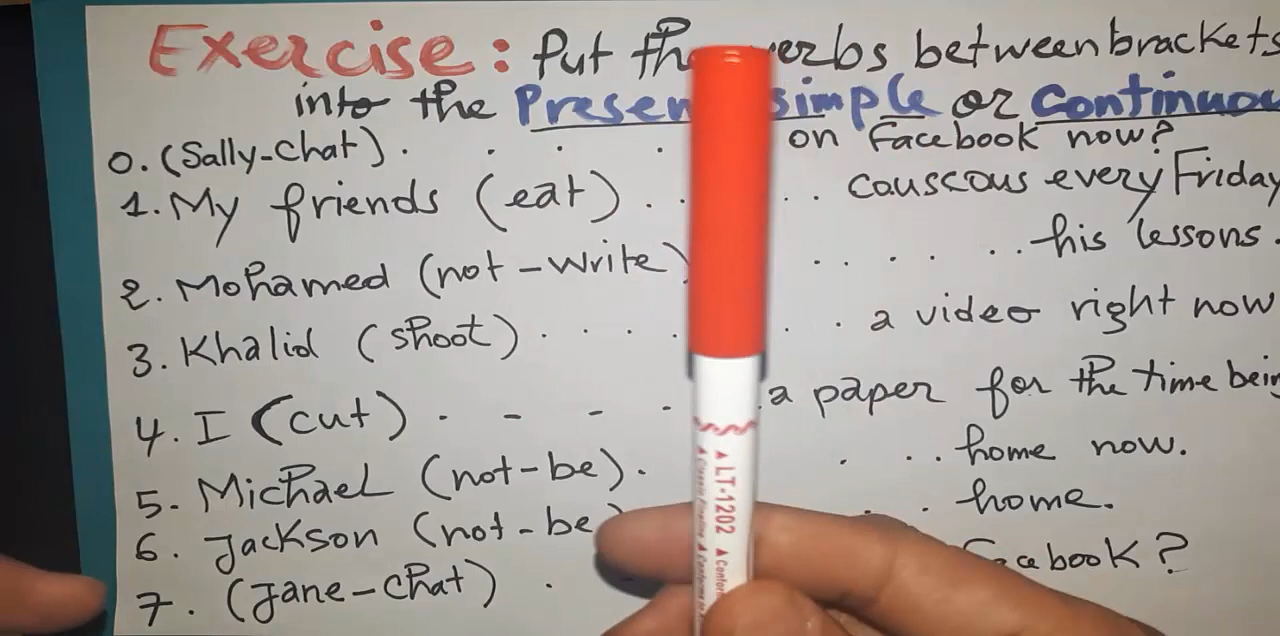 Exercise: Put verbs between brackets
into the simple or
0. (Sally-chat) . . . . on Facebook now?
1. My friends (eat) . . . . couscous every Friday
2. Mohamed (not-write) . . . . . . his lessons.
3. Khalid (shoot) . . . . . . a video right now
4. I (cut) . - - - . a paper for the time
5. Michael (not-be) . . . . home now.
6. Jackson (not-be . . home.
7. (Jane-chat) .
LT-1202